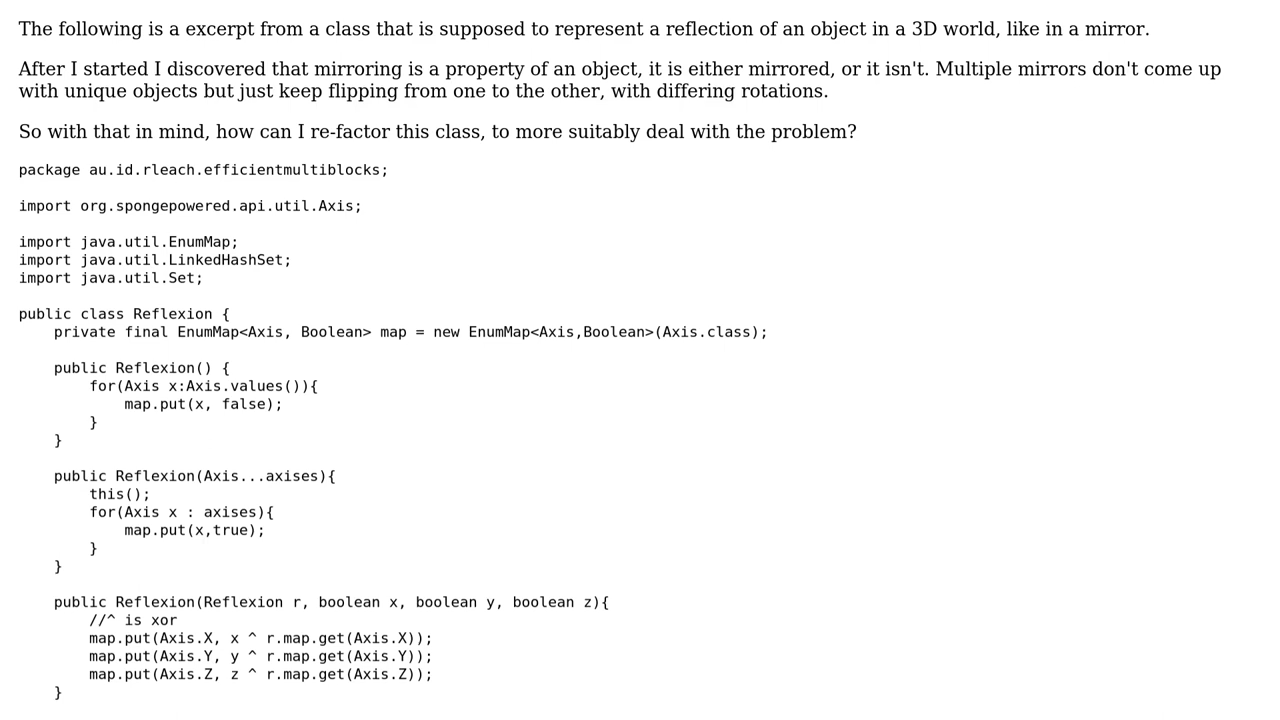 The following is a excerpt from a class that is supposed to represent a reflection of an object in a 3D world, like in a mirror.
After I started I discovered that mirroring is a property of an object, it is either mirrored, or it isn't. Multiple mirrors don't come up
with unique objects but just keep flipping from one to the other, with differing rotations.
So with that in mind, how can I re-factor this class, to more suitably deal with the problem?
package au.id.rleach.efficientmultiblocks;
import org.spongepowered.api.util.Axis;
import java.util.EnumMap;
import java.util.LinkedHashSet;
import java.util.Set;
public class Reflexion {
    private final EnumMap<Axis, Boolean> map = new EnumMap<Axis,Boolean>(Axis.class);
    public Reflexion() {
        for(Axis x:Axis.values()){
            map.put(x, false);
        }
    }
    public Reflexion(Axis...axises){
        this();
        for(Axis x : axises){
            map.put(x,true);
        }
    }
    public Reflexion(Reflexion r, boolean x, boolean y, boolean z){
        //^ is xor
        map.put(Axis.X, x ^ r.map.get(Axis.X));
        map.put(Axis.Y, y ^ r.map.get(Axis.Y));
        map.put(Axis.Z, z ^ r.map.get(Axis.Z));
    }